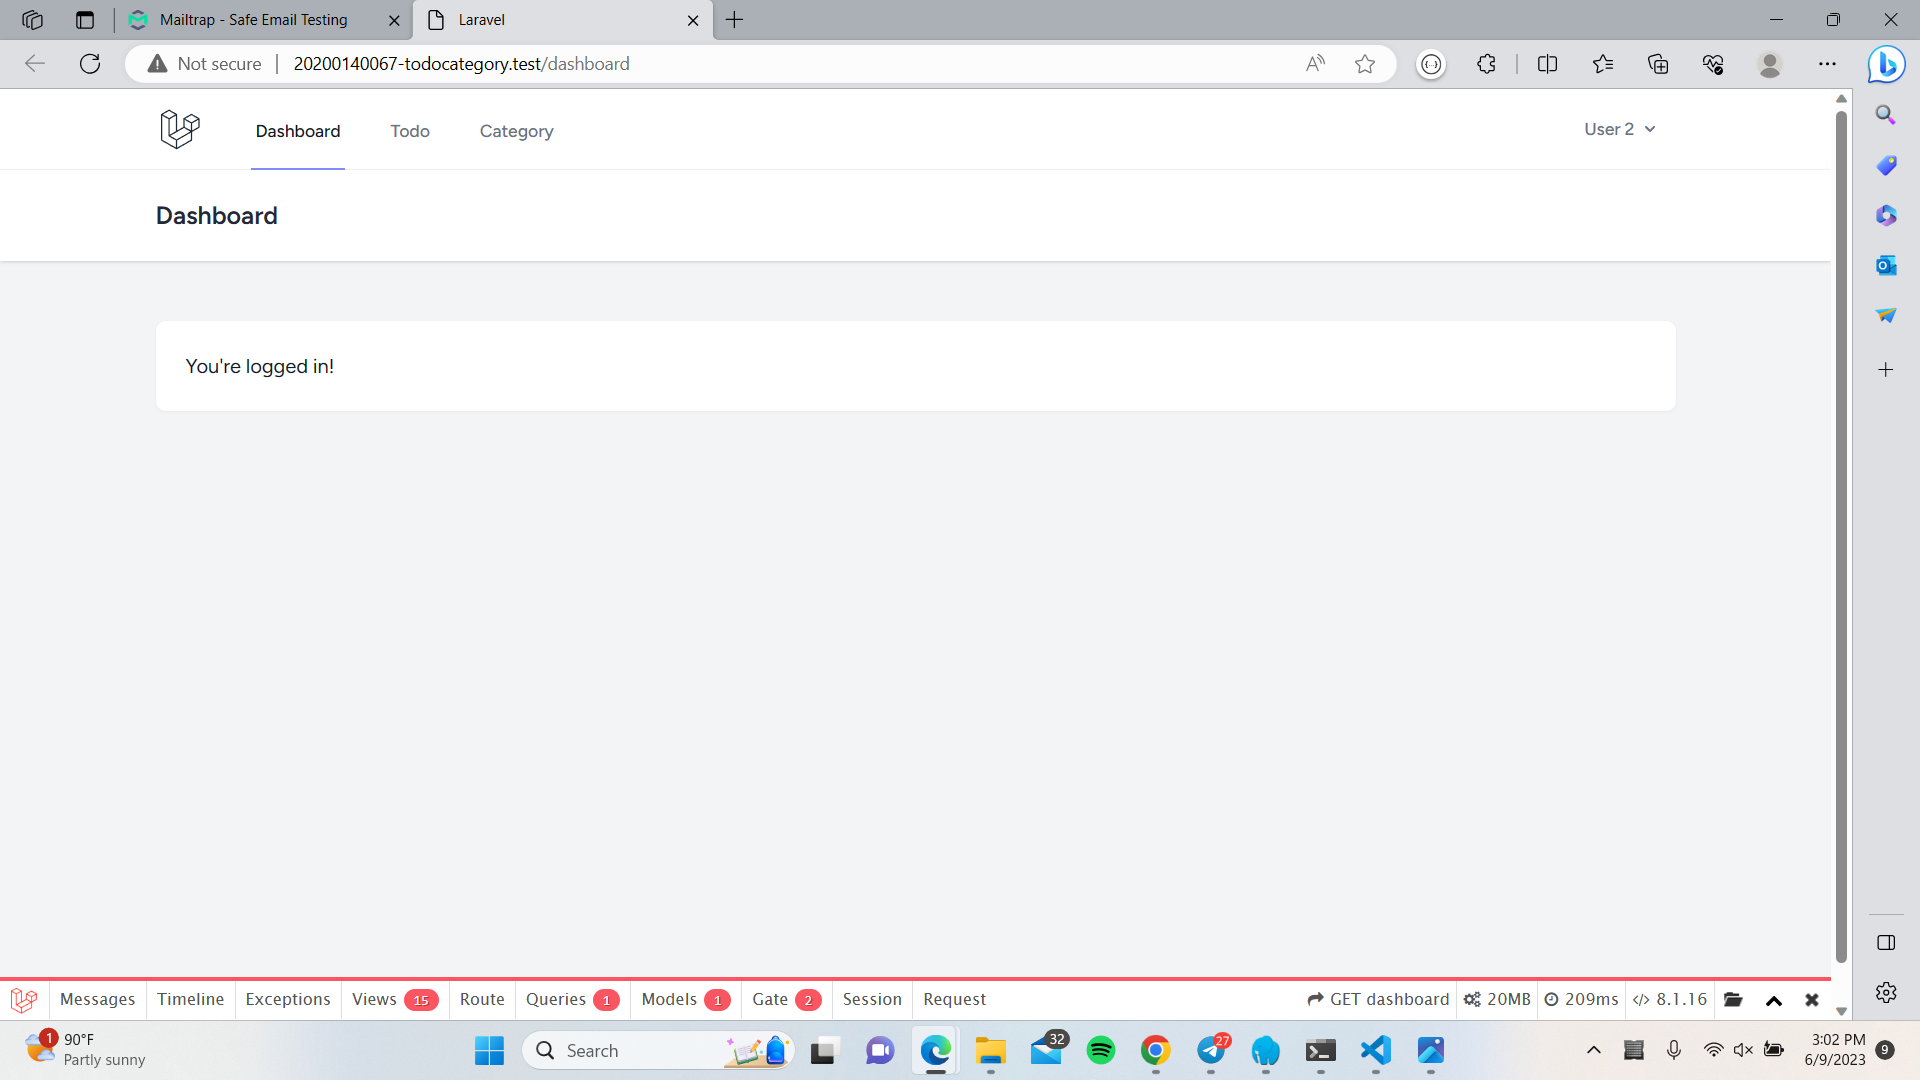 Mailtrap - Safe Email Testing
Laravel
Not secure
20200140067-todocategory.test/dashboard
Dashboard Todo Category User 2
Dashboard
You're logged in!
Messages Timeline Exceptions Views 15 Route Queries 1 Models 1 Gate 2 Session Request GET dashboard 20MB 209ms </> 8.1.16
1 90°F
Partly sunny
Search
32
27
3:02 PM
6/9/2023
9